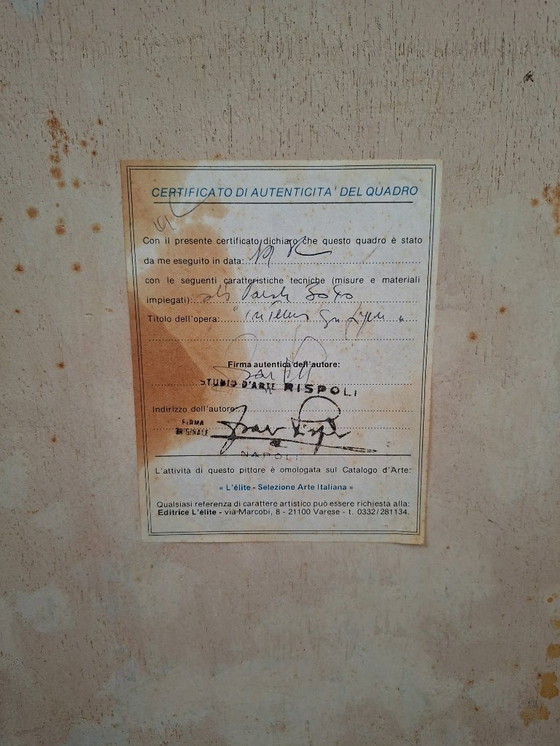 CERTIFICATO DI AUTENTICITA' DEL QUADRO
Con il presente certificato dichiaro che questo quadro è stato
da me eseguito in data:
con le seguenti caratteristiche tecniche (misure e materiali
impiegati):
Titolo dell'opera:
Firma autentica dell'autore:
STUDIO D'ARTE RISPOLI
Indirizzo dell'autore:
FIRMA
ORIGINALE
NAPOLI
L'attività di questo pittore è omologata sul Catalogo d'Arte:
« L'élite - Selezione Arte Italiana »
Qualsiasi referenza di carattere artistico può essere richiesta alla:
Editrice L'élite - via Marcobi, 8 - 21100 Varese - t. 0332/281134.